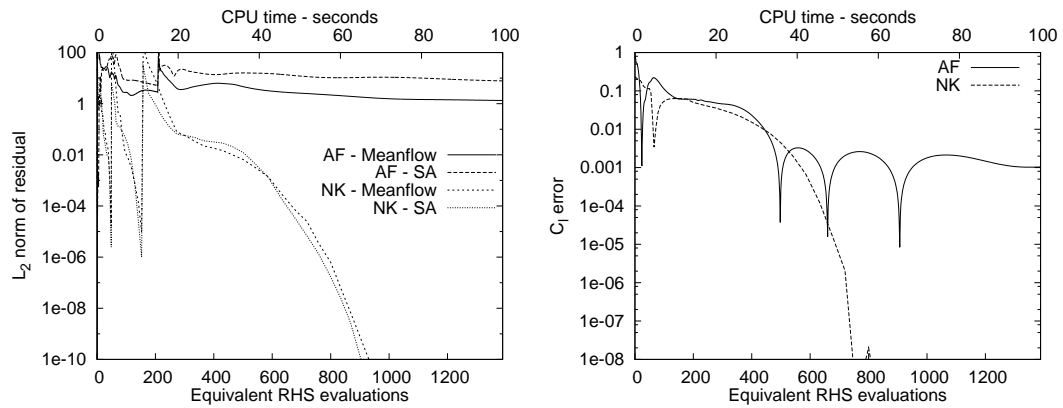 CPU time - seconds
0 20 40 60 80 100
100
1
0.01
1e-04
1e-06
1e-08
1e-10
L2 norm of residual
AF - Meanflow
AF - SA
NK - Meanflow
NK - SA
0 200 400 600 800 1000 1200
Equivalent RHS evaluations
CPU time - seconds
0 20 40 60 80 100
1
0.1
0.01
0.001
1e-04
1e-05
1e-06
1e-07
1e-08
Cl error
AF
NK
0 200 400 600 800 1000 1200
Equivalent RHS evaluations